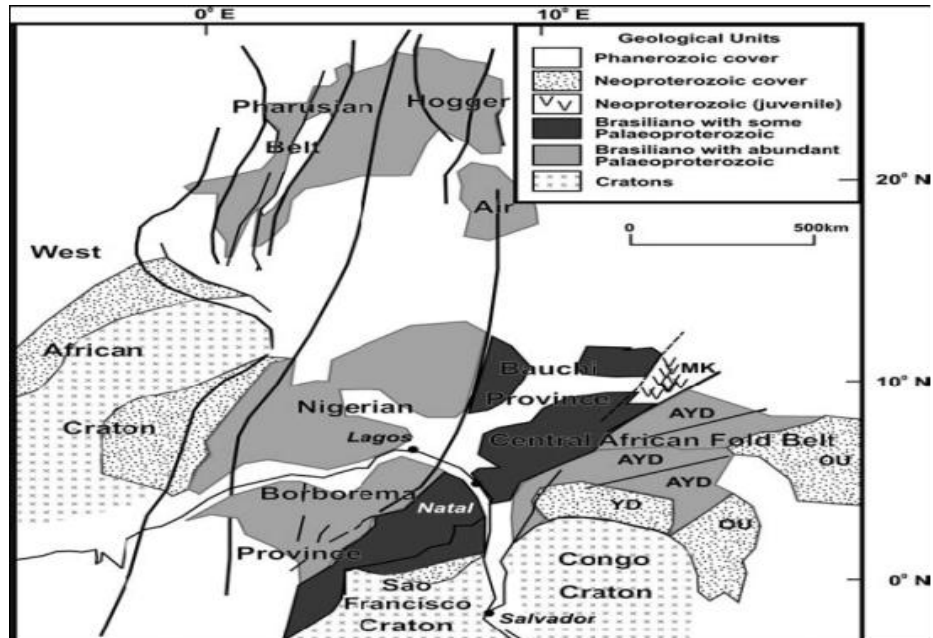 0° E
10° E
Geological Units
Phanerozoic cover
Neoproterozoic cover
Neoproterozoic (juvenile)
Brasiliano with some
Palaeoproterozoic
Brasiliano with abundant
Palaeoproterozoic
Cratons
Pharusian
Belt
Hogger
Air
20° N
0
500km
West
African
Craton
Bauchi
Province
MK
10° N
Nigerian
Lagos
AYD
Central African Fold Belt
AYD
OU
AYD
Borborema
Natal
YD
OU
Province
Congo
Craton
0° N
Sao
Francisco
Craton
Salvador